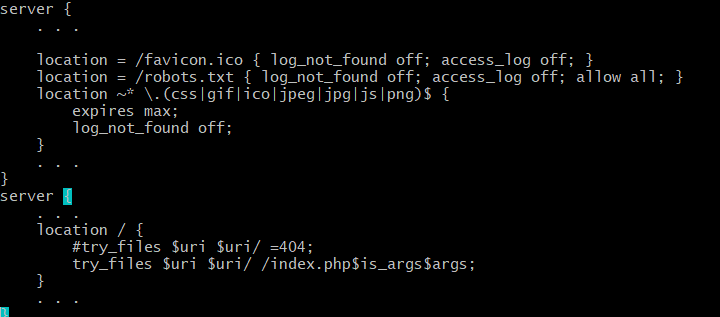 server {
    . . .

    location = /favicon.ico { log_not_found off; access_log off; }
    location = /robots.txt { log_not_found off; access_log off; allow all; }
    location ~* \.(css|gif|ico|jpeg|jpg|js|png)$ {
        expires max;
        log_not_found off;
    }
    . . .
}
server {
    . . .
    location / {
        #try_files $uri $uri/ =404;
        try_files $uri $uri/ /index.php$is_args$args;
    }
    . . .
}